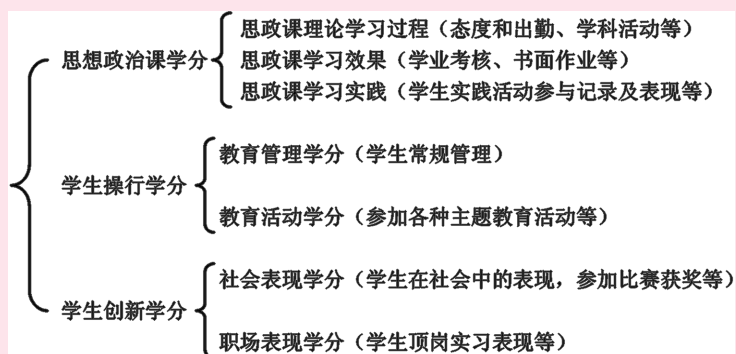 思想政治课学分
思政课理论学习过程（态度和出勤、学科活动等）
思政课学习效果（学业考核、书面作业等）
思政课学习实践（学生实践活动参与记录及表现等）
学生操行学分
教育管理学分（学生常规管理）
教育活动学分（参加各种主题教育活动等）
学生创新学分
社会表现学分（学生在社会中的表现，参加比赛获奖等）
职场表现学分（学生顶岗实习表现等）